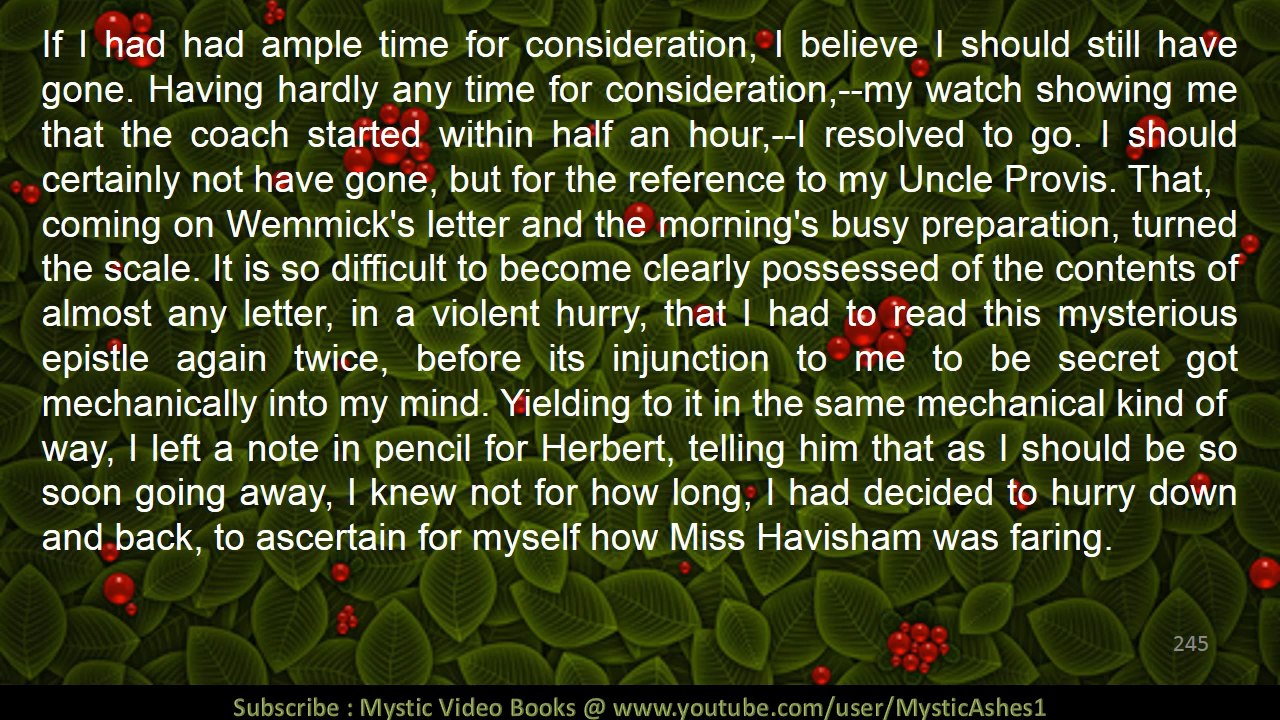 If I had had ample time for consideration, I believe I should still have
gone. Having hardly any time for consideration,--my watch showing me
that the coach started within half an hour,--I resolved to go. I should
certainly not have gone, but for the reference to my Uncle Provis. That,
coming on Wemmick's letter and the morning's busy preparation, turned
the scale. It is so difficult to become clearly possessed of the contents of
almost any letter, in a violent hurry, that I had to read this mysterious
epistle again twice, before its injunction to me to be secret got
mechanically into my mind. Yielding to it in the same mechanical kind of
way, I left a note in pencil for Herbert, telling him that as I should be so
soon going away, I knew not for how long, I had decided to hurry down
and back, to ascertain for myself how Miss Havisham was faring.
245
Subscribe : Mystic Video Books @ www.youtube.com/user/MysticAshes1